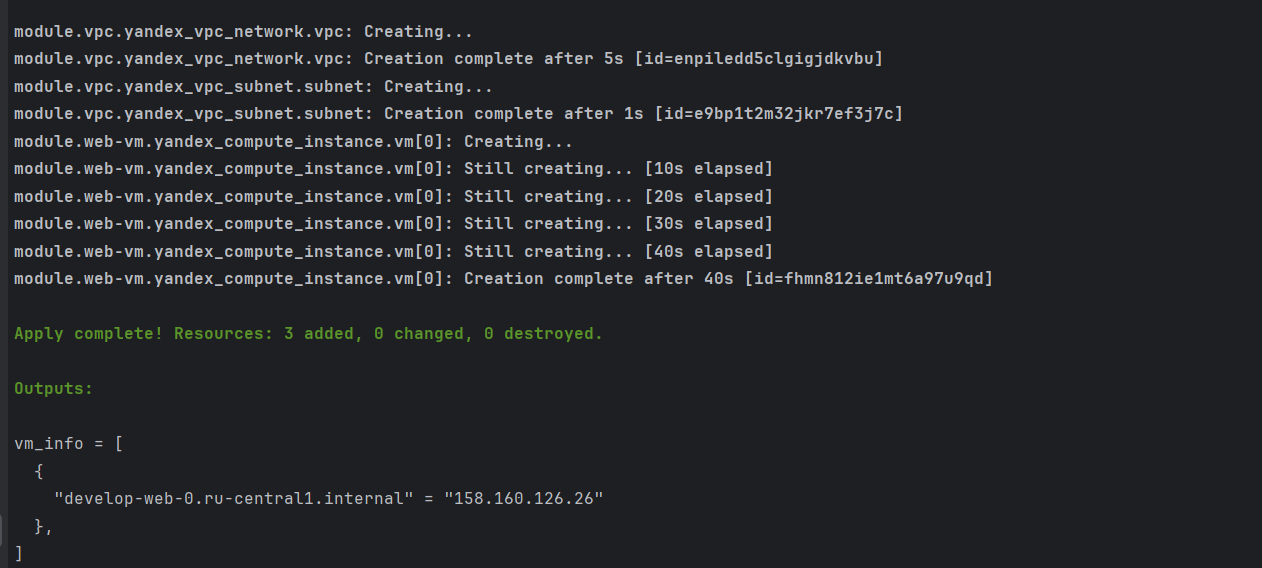 module.vpc.yandex_vpc_network.vpc: Creating...
module.vpc.yandex_vpc_network.vpc: Creation complete after 5s [id=enpiledd5clgigjdkvbu]
module.vpc.yandex_vpc_subnet.subnet: Creating...
module.vpc.yandex_vpc_subnet.subnet: Creation complete after 1s [id=e9bp1t2m32jkr7ef3j7c]
module.web-vm.yandex_compute_instance.vm[0]: Creating...
module.web-vm.yandex_compute_instance.vm[0]: Still creating... [10s elapsed]
module.web-vm.yandex_compute_instance.vm[0]: Still creating... [20s elapsed]
module.web-vm.yandex_compute_instance.vm[0]: Still creating... [30s elapsed]
module.web-vm.yandex_compute_instance.vm[0]: Still creating... [40s elapsed]
module.web-vm.yandex_compute_instance.vm[0]: Creation complete after 40s [id=fhmn812ie1mt6a97u9qd]
Apply complete! Resources: 3 added, 0 changed, 0 destroyed.
Outputs:
vm_info = [
  {
    "develop-web-0.ru-central1.internal" = "158.160.126.26"
  },
]